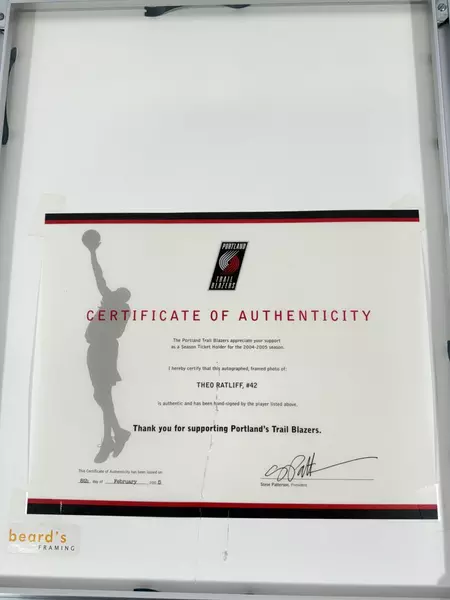 PORTLAND
TRAIL
BLAZERS
CERTIFICATE OF AUTHENTICITY
The Portland Trail Blazers appreciate your support
as a Season Ticket Holder for the 2004-2005 season.
I hereby certify that this autographed, framed photo of:
THEO RATLIFF, #42
is authentic and has been hand-signed by the player listed above.
Thank you for supporting Portland's Trail Blazers.
This Certificate of Authenticity has been issued on
6th day of February 5
Steve Patterson, President
beard's
FRAMING